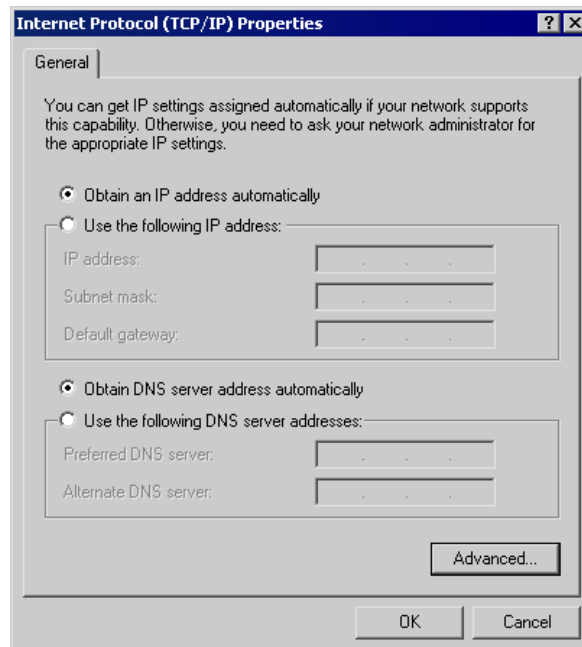 Internet Protocol (TCP/IP) Properties
General
You can get IP settings assigned automatically if your network supports
this capability. Otherwise, you need to ask your network administrator for
the appropriate IP settings.
Obtain an IP address automatically
Use the following IP address:
IP address:
Subnet mask:
Default gateway:
Obtain DNS server address automatically
Use the following DNS server addresses:
Preferred DNS server:
Alternate DNS server:
Advanced...
OK Cancel